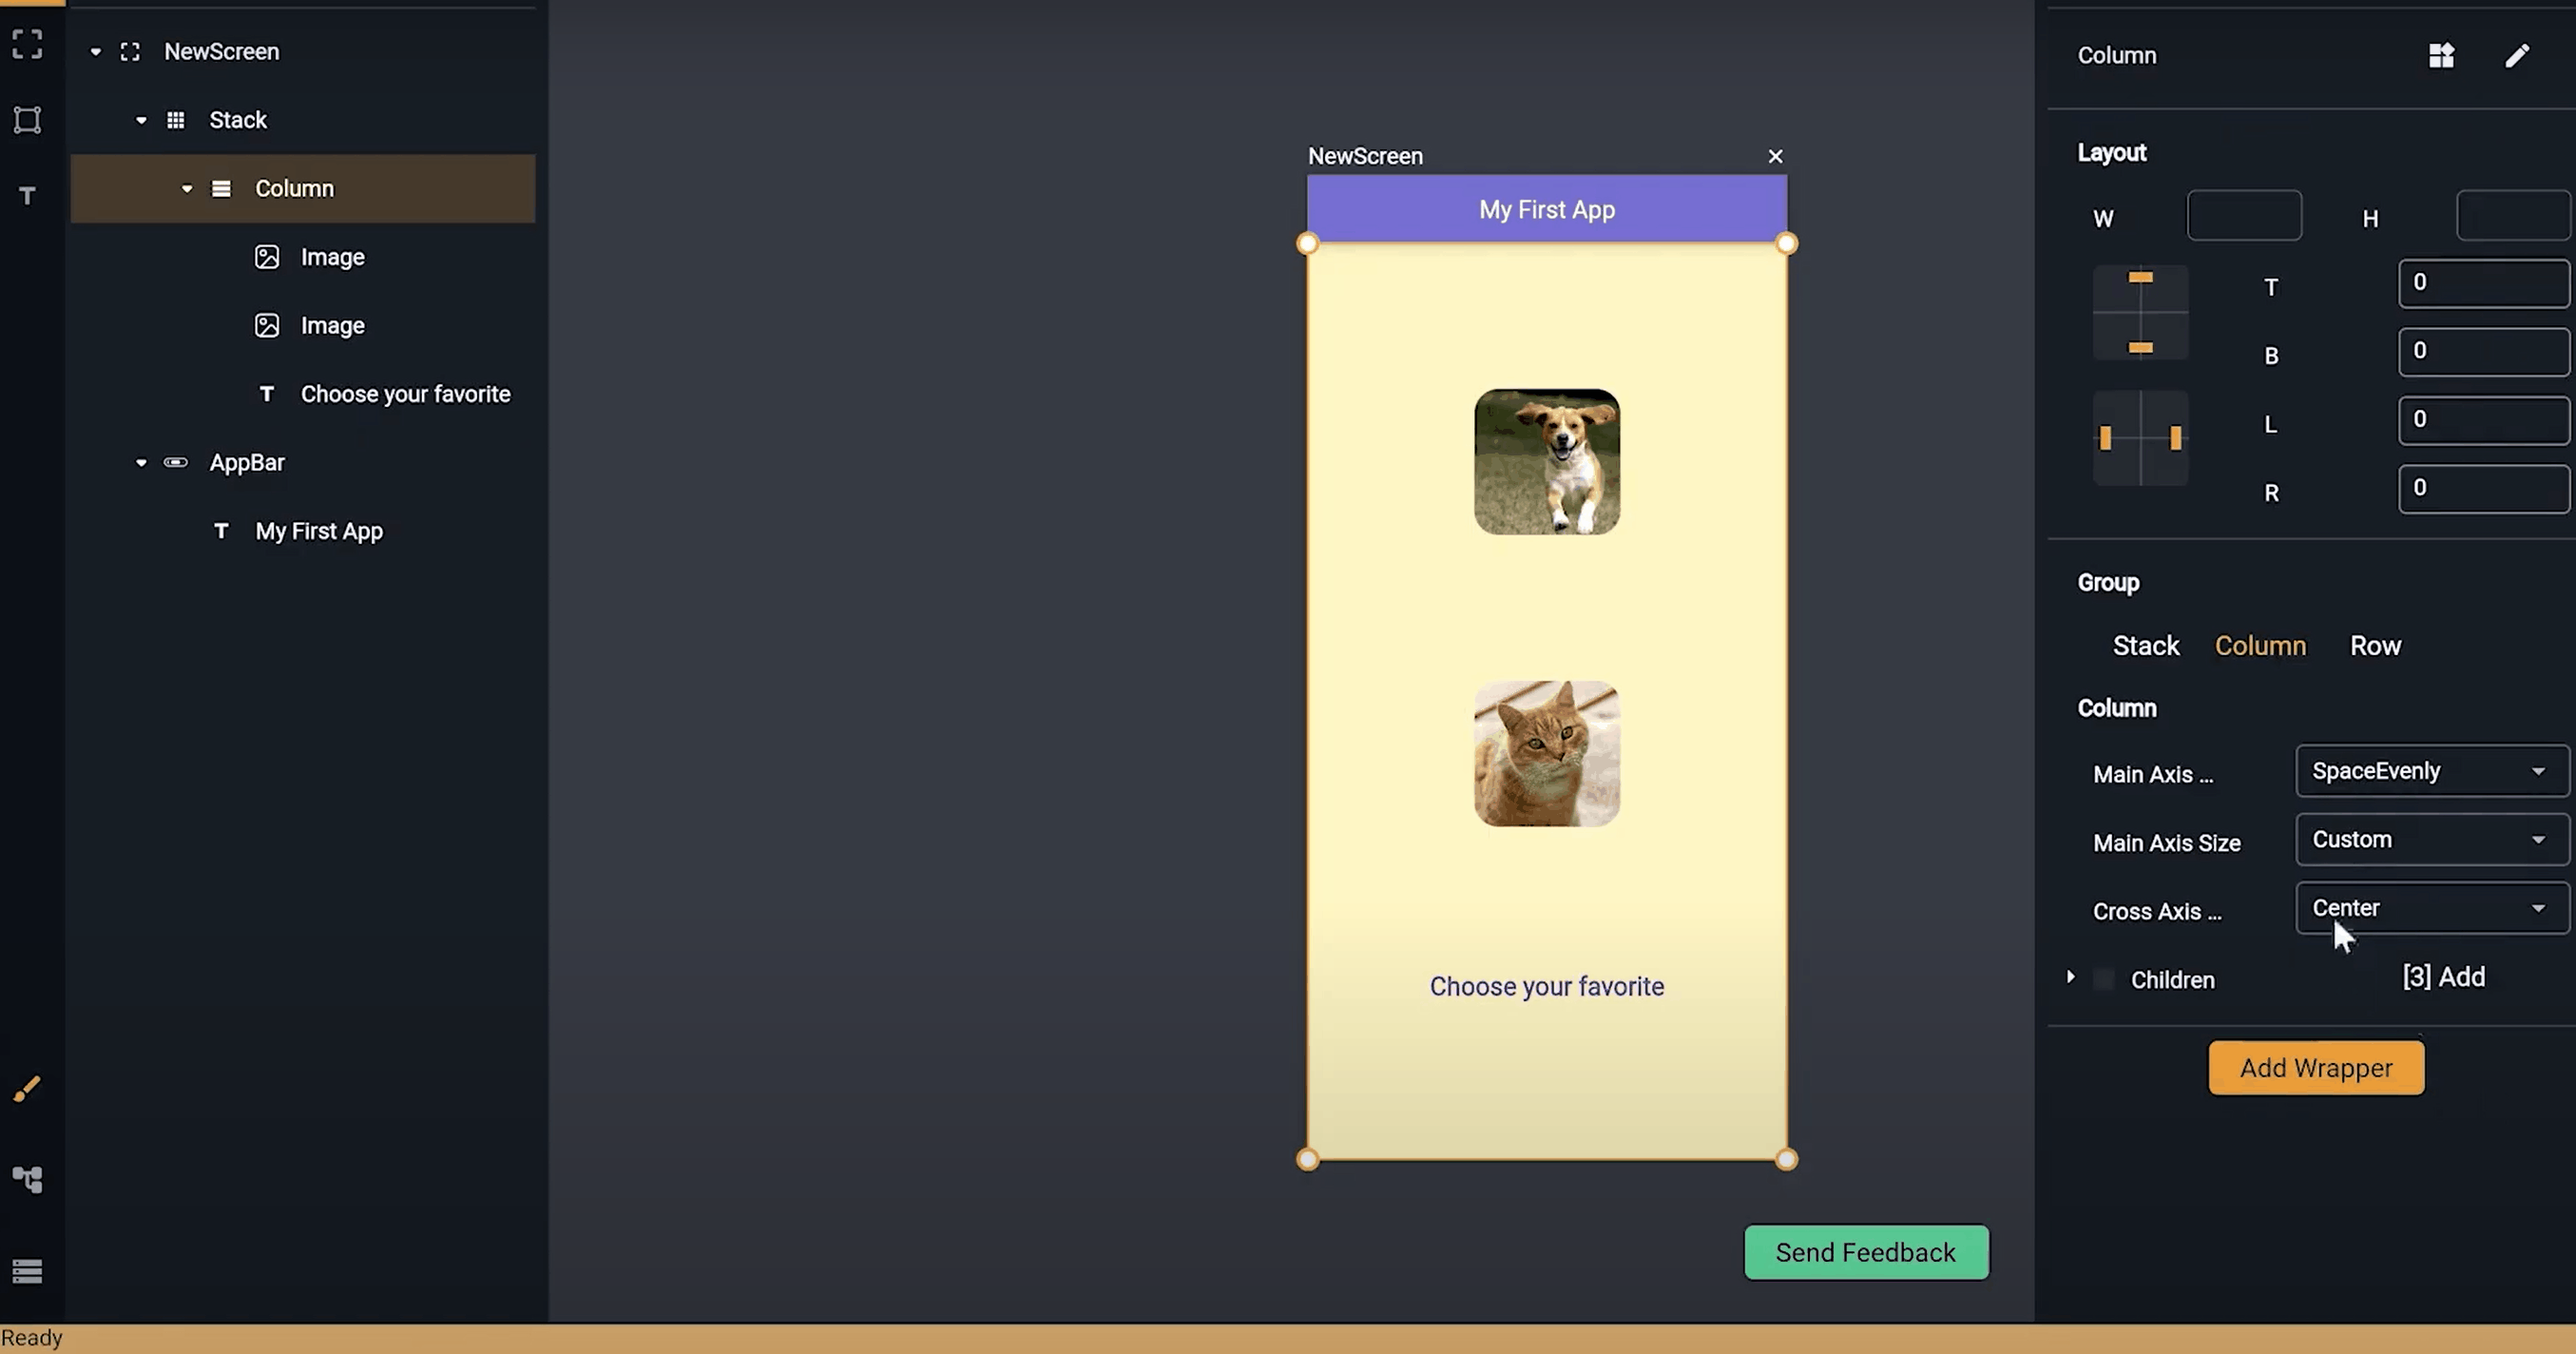 NewScreen
Stack
Column
Image
Image
T Choose your favorite
AppBar
T My First App
T
NewScreen
My First App
Choose your favorite
Send Feedback
Column
Layout
W
H
T 0
B 0
L 0
R 0
Group
Stack Column Row
Column
Main Axis ... SpaceEvenly
Main Axis Size Custom
Cross Axis ... Center
Children [3] Add
Add Wrapper
Ready